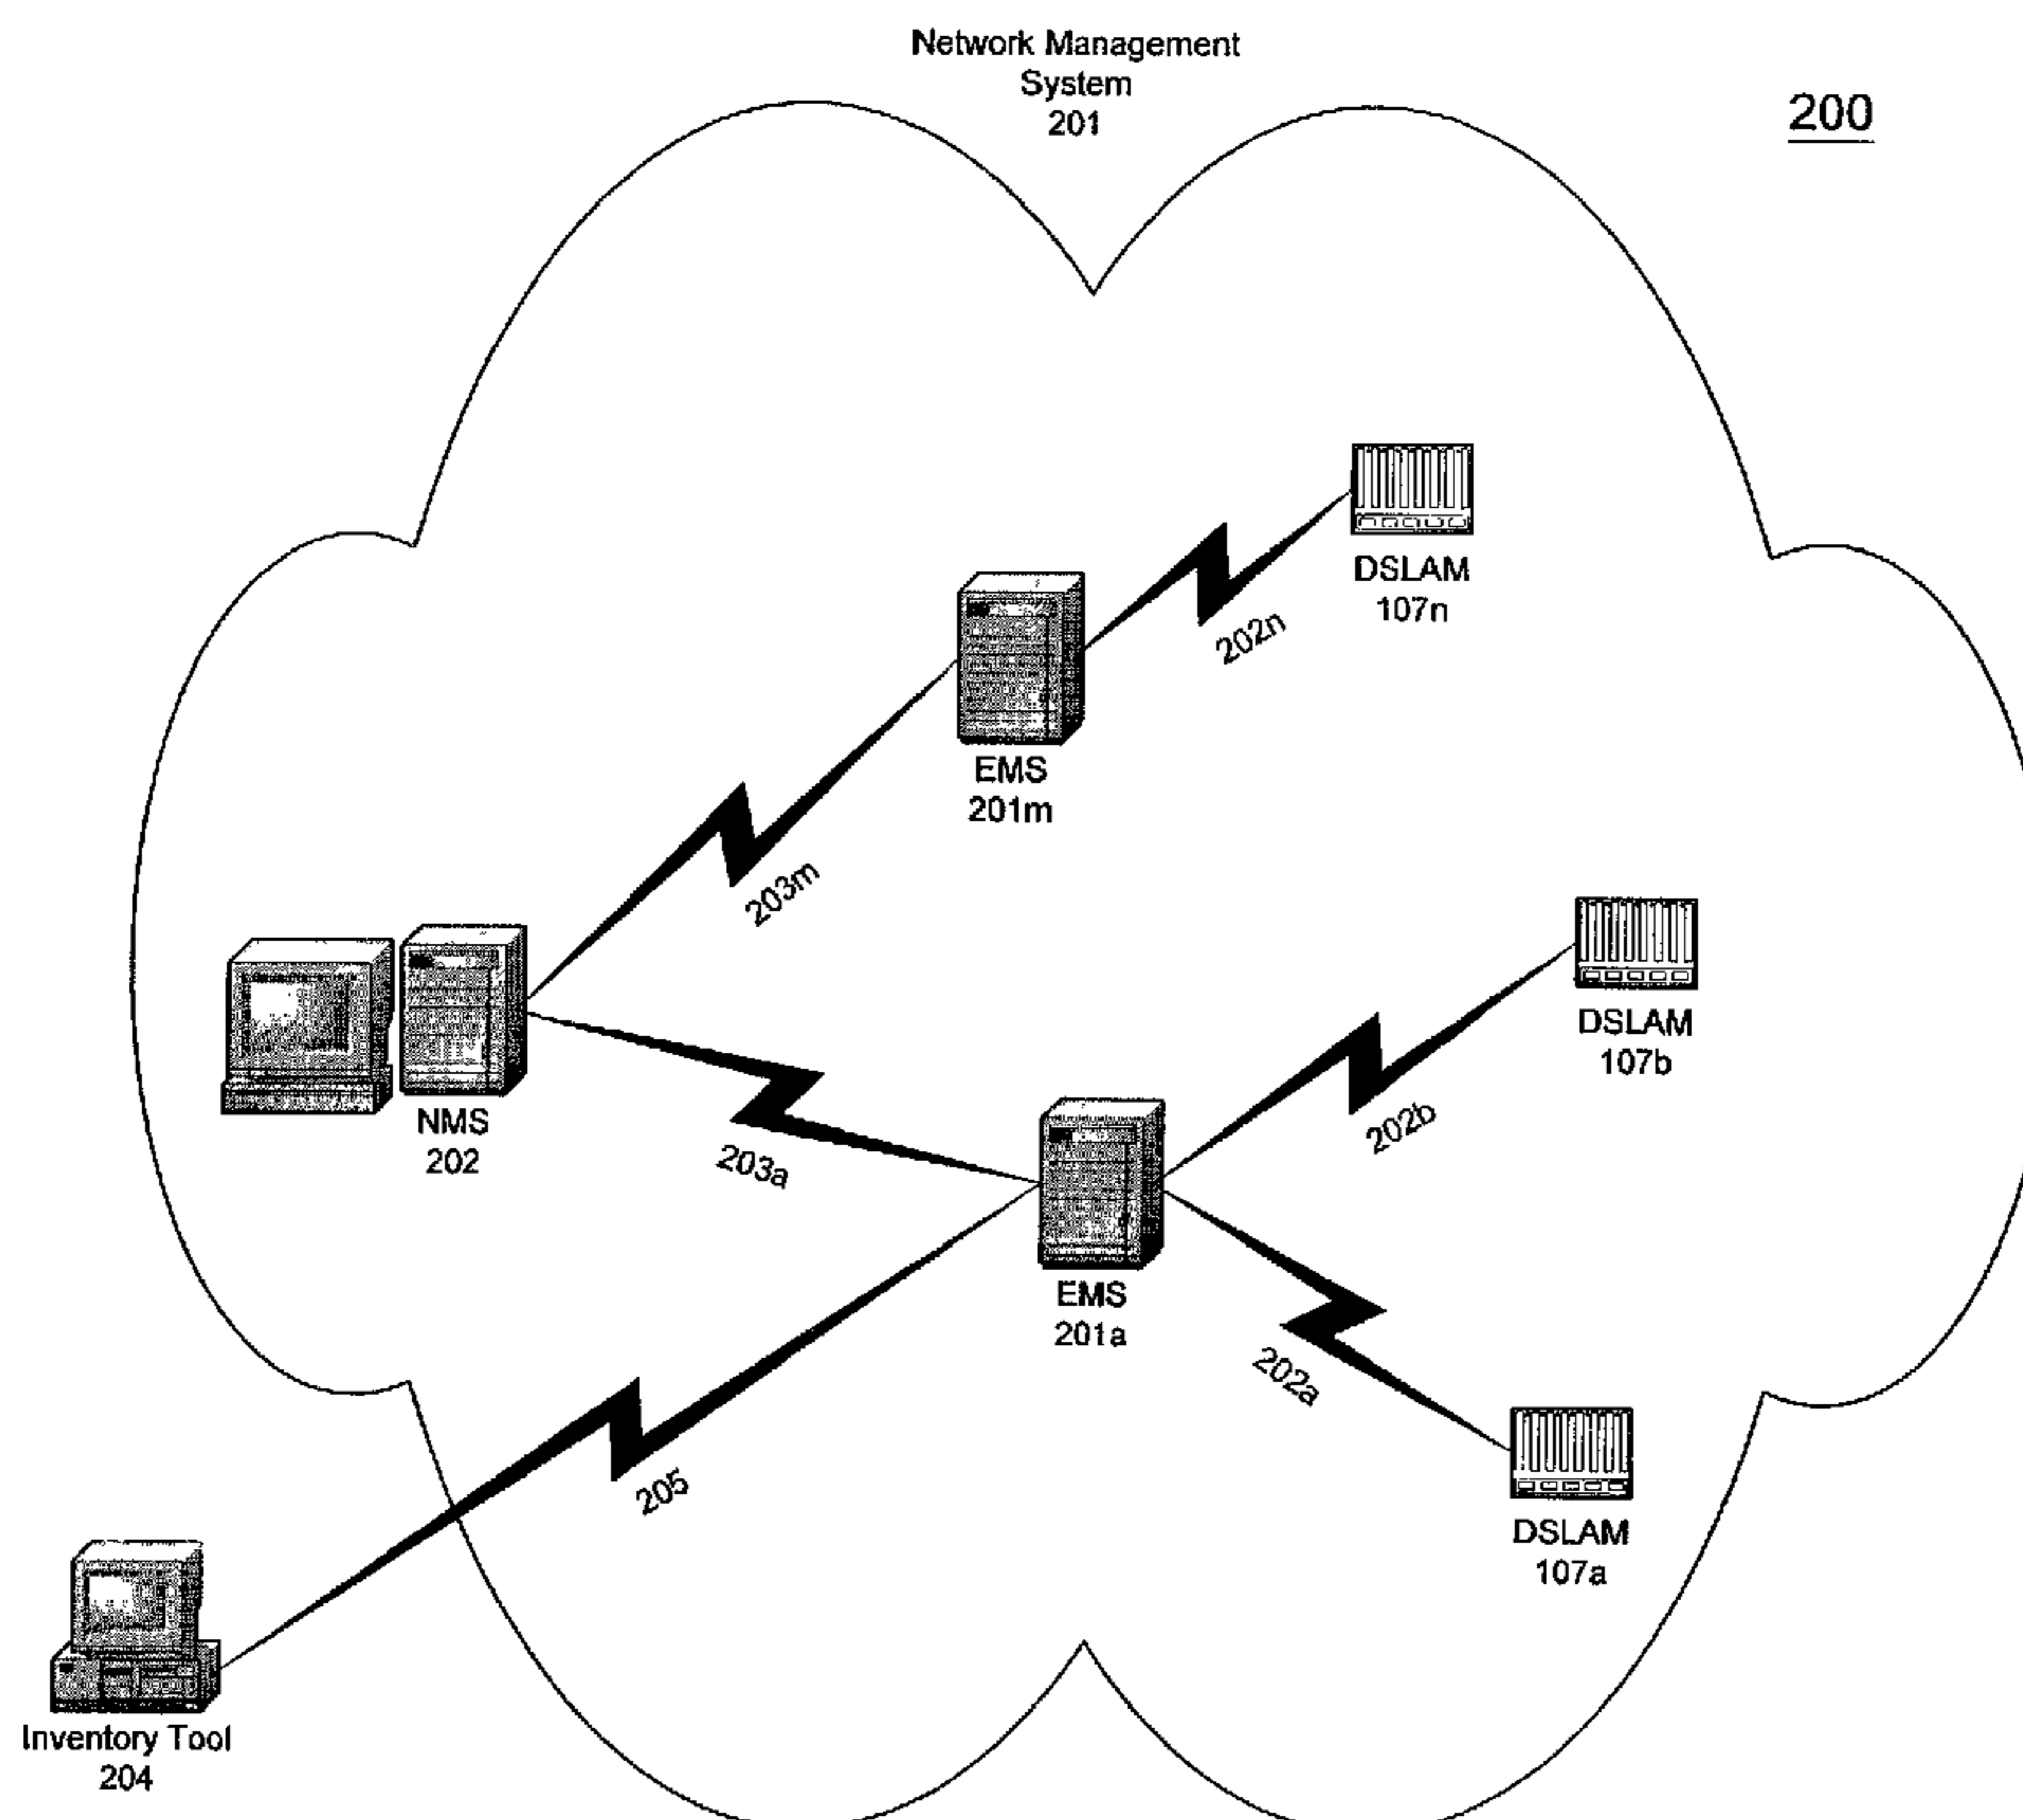 Network Management
System
201
200
DSLAM
107n
202n
EMS
201m
203m
DSLAM
107b
NMS
202
202b
203a
EMS
201a
202a
205
DSLAM
107a
Inventory Tool
204